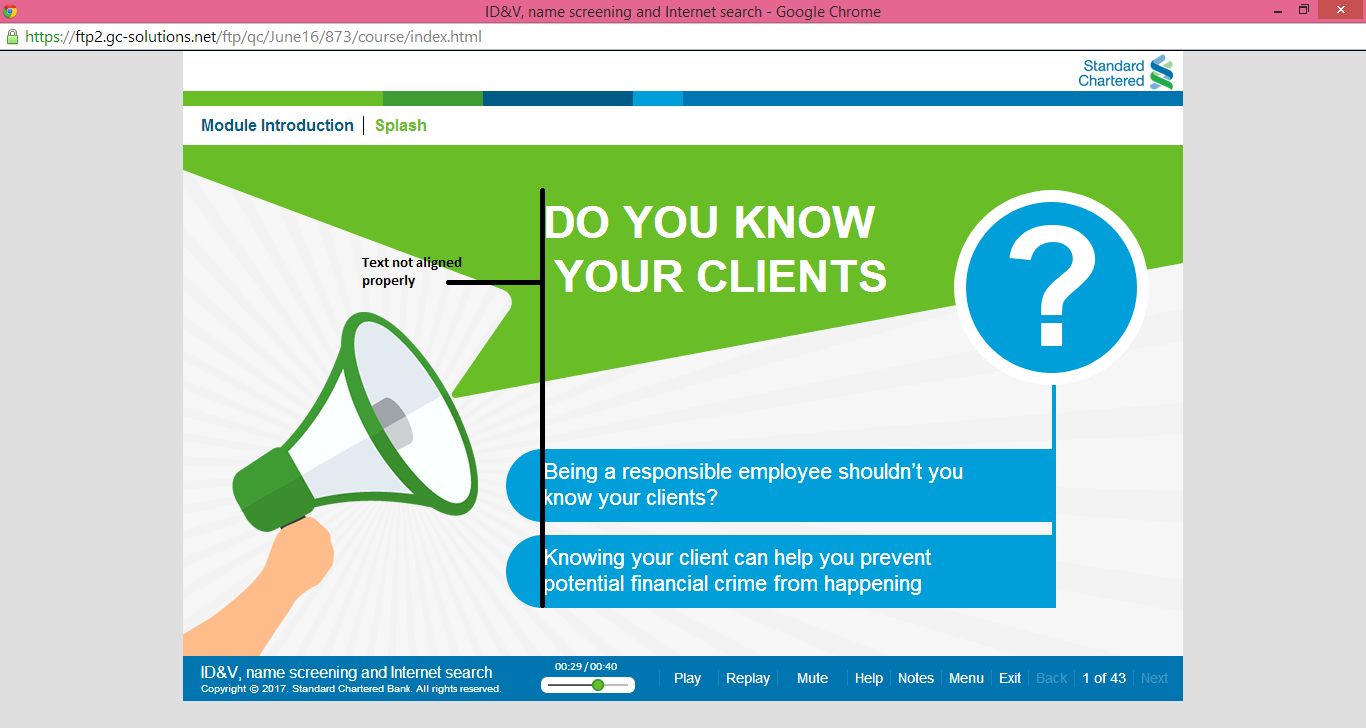 ID&V, name screening and Internet search - Google Chrome
https://ftp2.gc-solutions.net/ftp/qc/June16/873/course/index.html
Standard
Chartered
Module Introduction | Splash
DO YOU KNOW
YOUR CLIENTS
?
Text not aligned
properly
Being a responsible employee shouldn’t you
know your clients?
Knowing your client can help you prevent
potential financial crime from happening
ID&V, name screening and Internet search
Copyright © 2017. Standard Chartered Bank. All rights reserved.
00:29 / 00:40
Play Replay Mute Help Notes Menu Exit Back 1 of 43 Next